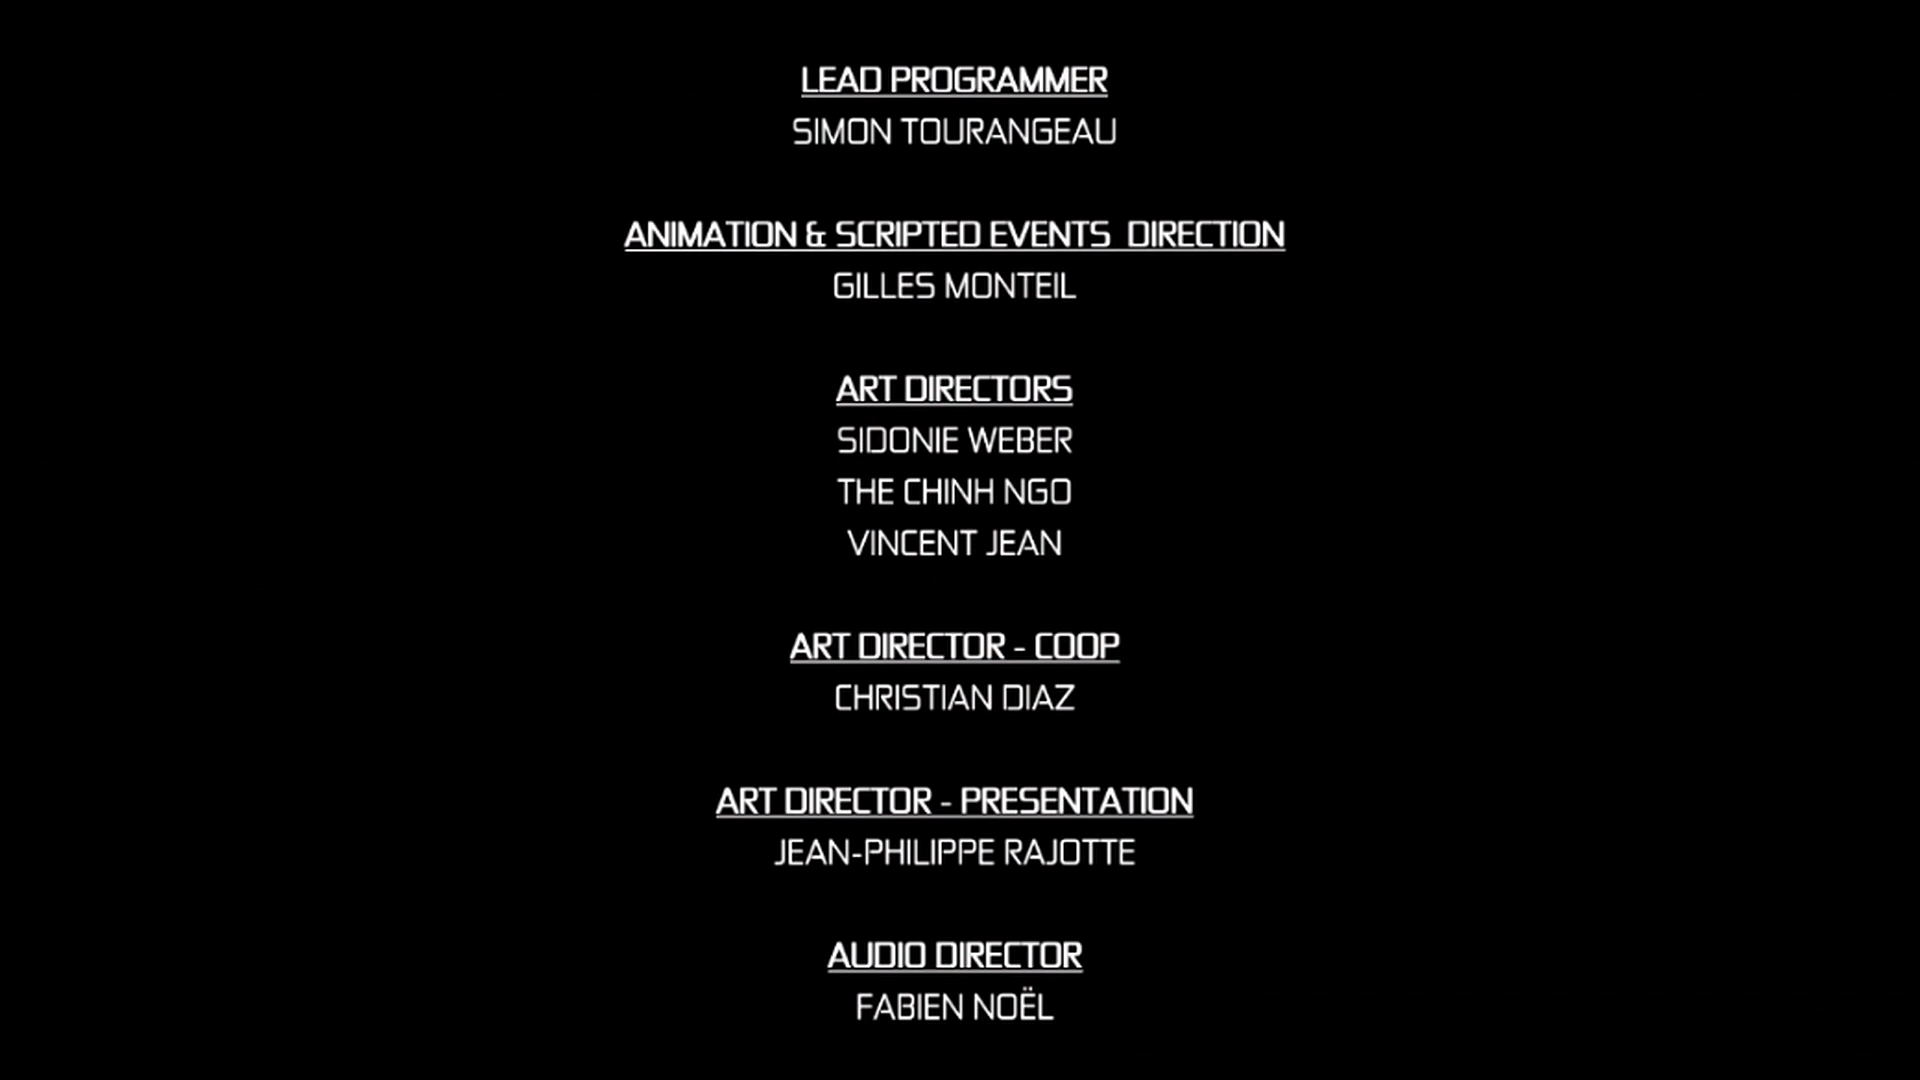 LEAD PROGRAMMER
SIMON TOURANGEAU
ANIMATION & SCRIPTED EVENTS  DIRECTION
GILLES MONTEIL
ART DIRECTORS
SIDONIE WEBER
THE CHINH NGO
VINCENT JEAN
ART DIRECTOR - COOP
CHRISTIAN DIAZ
ART DIRECTOR - PRESENTATION
JEAN-PHILIPPE RAJOTTE
AUDIO DIRECTOR
FABIEN NOËL